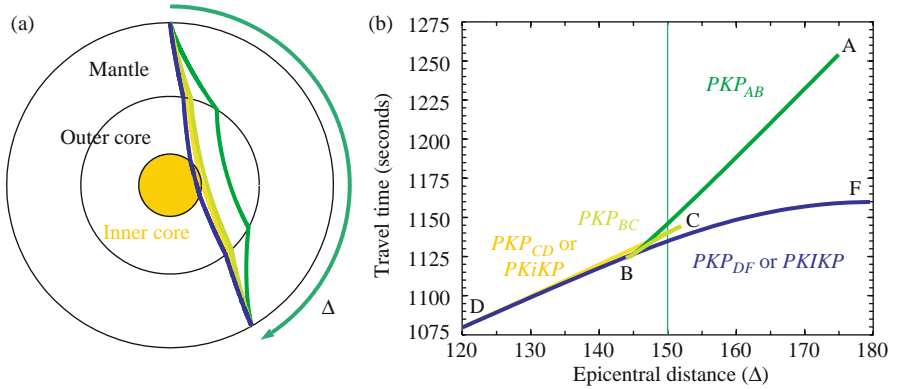 (a)
Mantle
Outer core
Inner core
Δ
(b)
1275
1250
1225
1200
1175
1150
1125
1100
1075
Travel time (seconds)
A
PKP_AB
F
PKP_BC
C
PKP_CD or
PKiKP
B
PKP_DF or PKIKP
D
120
130
140
150
160
170
180
Epicentral distance (Δ)